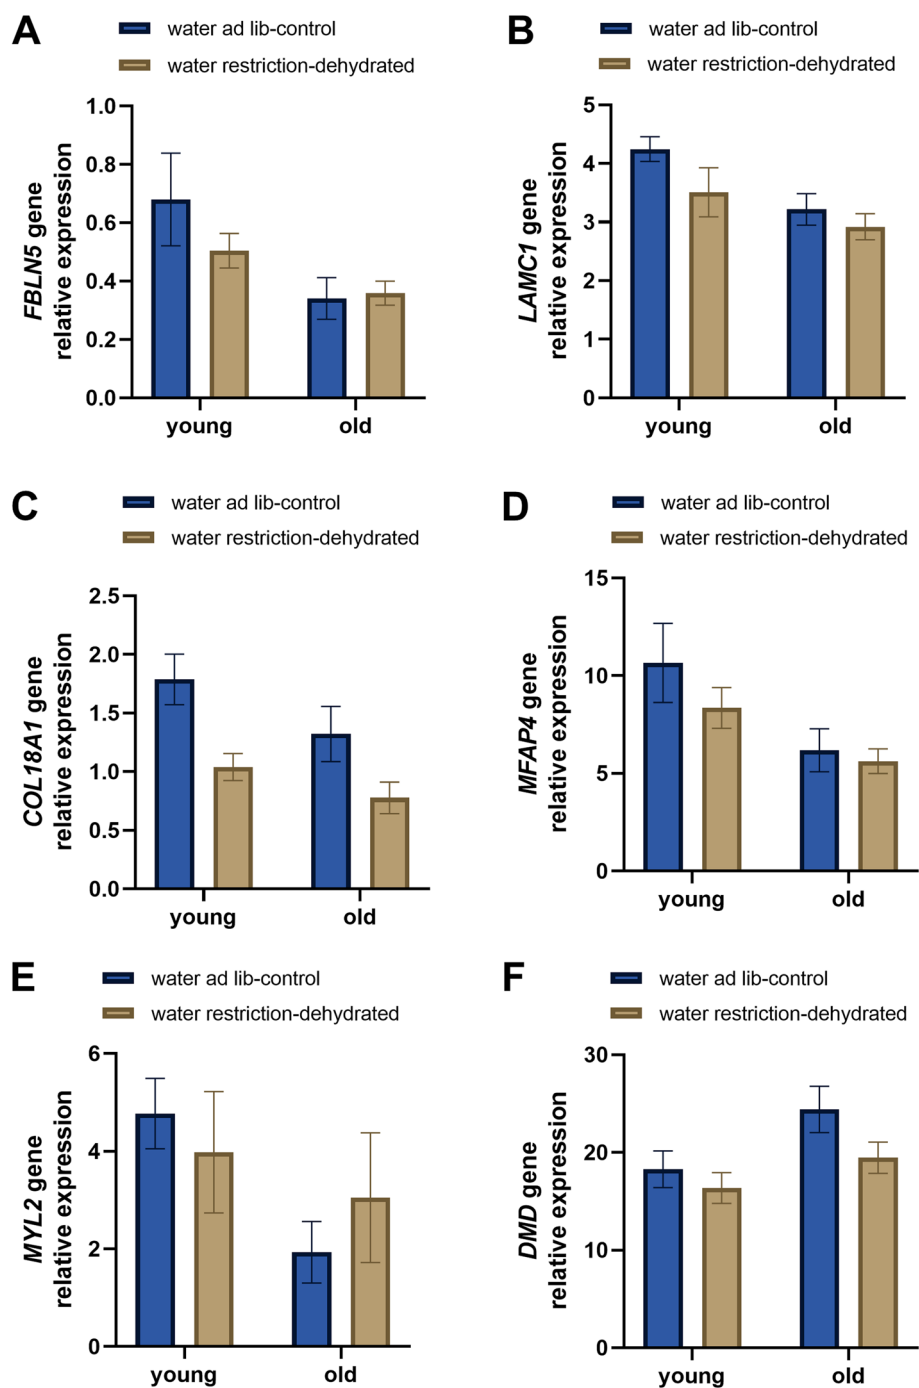 A
water ad lib-control
water restriction-dehydrated
FBLN5 gene
relative expression
1.0
0.8
0.6
0.4
0.2
0.0
young
old
B
water ad lib-control
water restriction-dehydrated
LAMC1 gene
relative expression
5
4
3
2
1
0
young
old
C
water ad lib-control
water restriction-dehydrated
COL18A1 gene
relative expression
2.5
2.0
1.5
1.0
0.5
0.0
young
old
D
water ad lib-control
water restriction-dehydrated
MFAP4 gene
relative expression
15
10
5
0
young
old
E
water ad lib-control
water restriction-dehydrated
MYL2 gene
relative expression
6
4
2
0
young
old
F
water ad lib-control
water restriction-dehydrated
DMD gene
relative expression
30
20
10
0
young
old